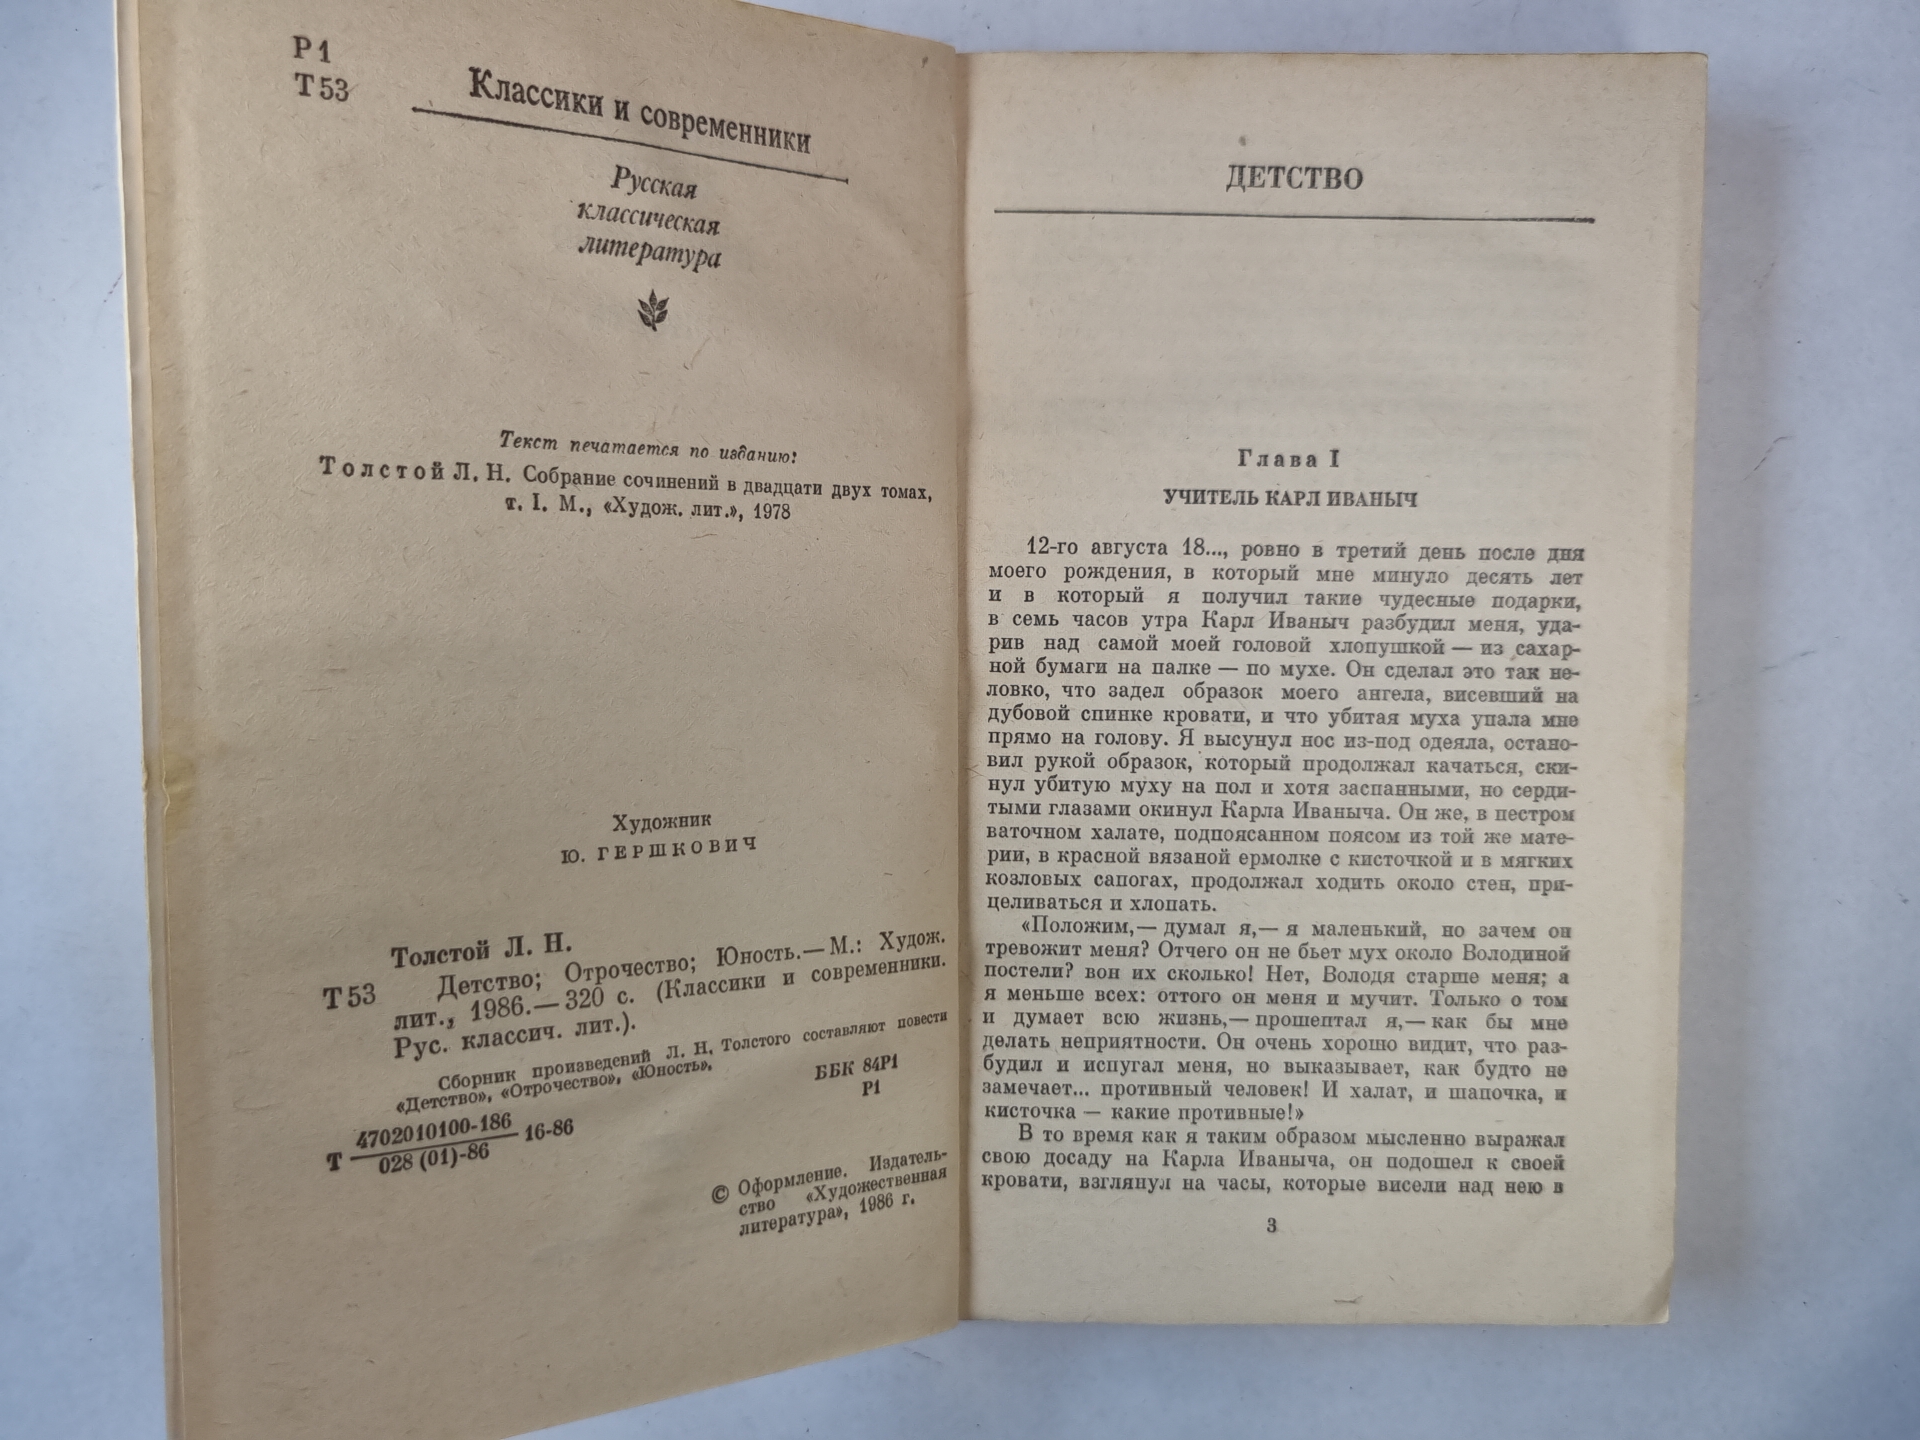 Р1
Т53
Классики и современники
Русская
классическая
литература
Текст печатается по изданию:
Толстой Л. Н. Собрание сочинений в двадцати двух томах,
т. I. М., «Худож. лит.», 1978
Художник
Ю. ГЕРШКОВИЧ
Толстой Л. Н.
Т53 Детство; Отрочество; Юность.— М.: Худож.
лит., 1986.— 320 с. (Классики и современники.
Рус. классич. лит.).
Сборник произведений Л. Н. Толстого составляют повести
«Детство», «Отрочество», «Юность».
Т 4702010100-186 16-86
028 (01)-86
ББК 84Р1
Р1
© Оформление. Издатель-
ство «Художественная
литература», 1986 г.
ДЕТСТВО
Глава I
УЧИТЕЛЬ КАРЛ ИВАНЫЧ
12-го августа 18..., ровно в третий день после дня
моего рождения, в который мне минуло десять лет
и в который я получил такие чудесные подарки,
в семь часов утра Карл Иваныч разбудил меня, уда-
рив над самой моей головой хлопушкой — из сахар-
ной бумаги на палке — по мухе. Он сделал это так не-
ловко, что задел образок моего ангела, висевший на
дубовой спинке кровати, и что убитая муха упала мне
прямо на голову. Я высунул нос из-под одеяла, остано-
вил рукой образок, который продолжал качаться, ски-
нул убитую муху на пол и хотя заспанными, но серди-
тыми глазами окинул Карла Иваныча. Он же, в пестром
ваточном халате, подпоясанном поясом из той же мате-
рии, в красной вязаной ермолке с кисточкой и в мягких
козловых сапогах, продолжал ходить около стен, при-
целиваться и хлопать.
«Положим,— думал я,— я маленький, но зачем он
тревожит меня? Отчего он не бьет мух около Володиной
постели? вон их сколько! Нет, Володя старше меня; а
я меньше всех: оттого он меня и мучит. Только о том
и думает всю жизнь,— прошептал я,— как бы мне
делать неприятности. Он очень хорошо видит, что раз-
будил и испугал меня, но выказывает, как будто не
замечает... противный человек! И халат, и шапочка, и
кисточка — какие противные!»
В то время как я таким образом мысленно выражал
свою досаду на Карла Иваныча, он подошел к своей
кровати, взглянул на часы, которые висели над нею в
3